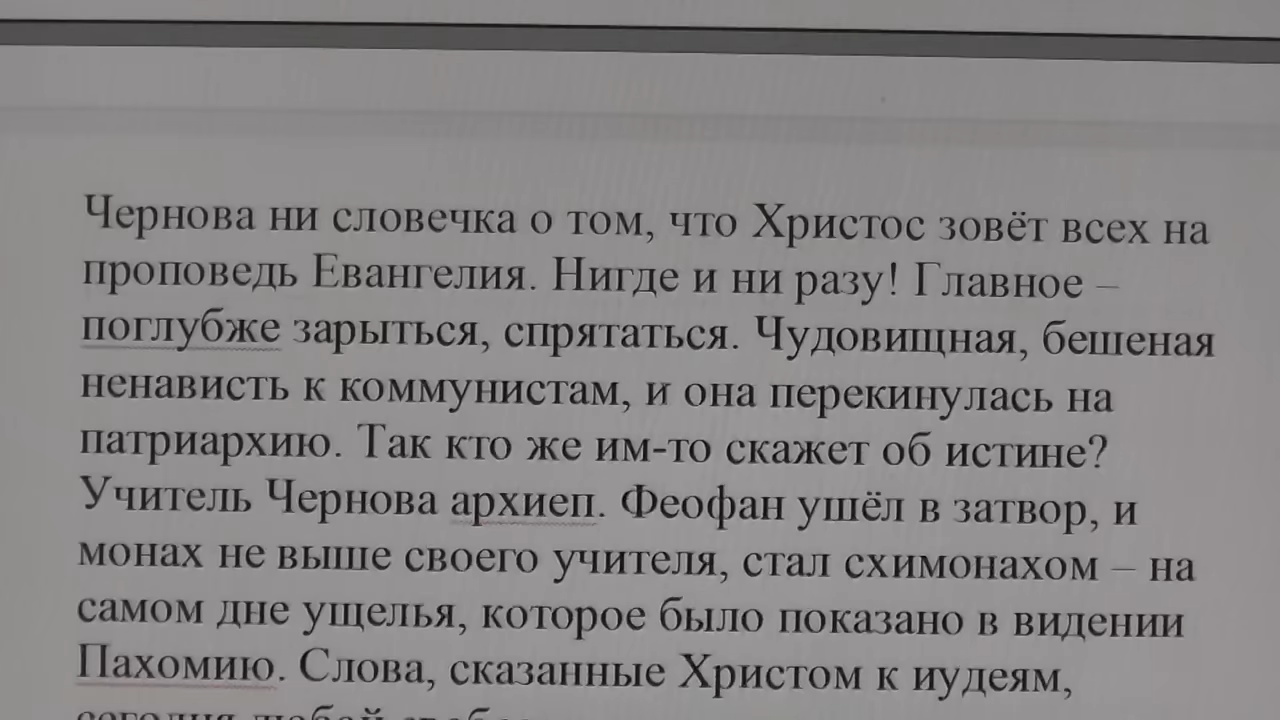 Чернова ни словечка о том, что Христос зовёт всех на
проповедь Евангелия. Нигде и ни разу! Главное –
поглубже зарыться, спрятаться. Чудовищная, бешеная
ненависть к коммунистам, и она перекинулась на
патриархию. Так кто же им-то скажет об истине?
Учитель Чернова архиеп. Феофан ушёл в затвор, и
монах не выше своего учителя, стал схимонахом – на
самом дне ущелья, которое было показано в видении
Пахомию. Слова, сказанные Христом к иудеям,